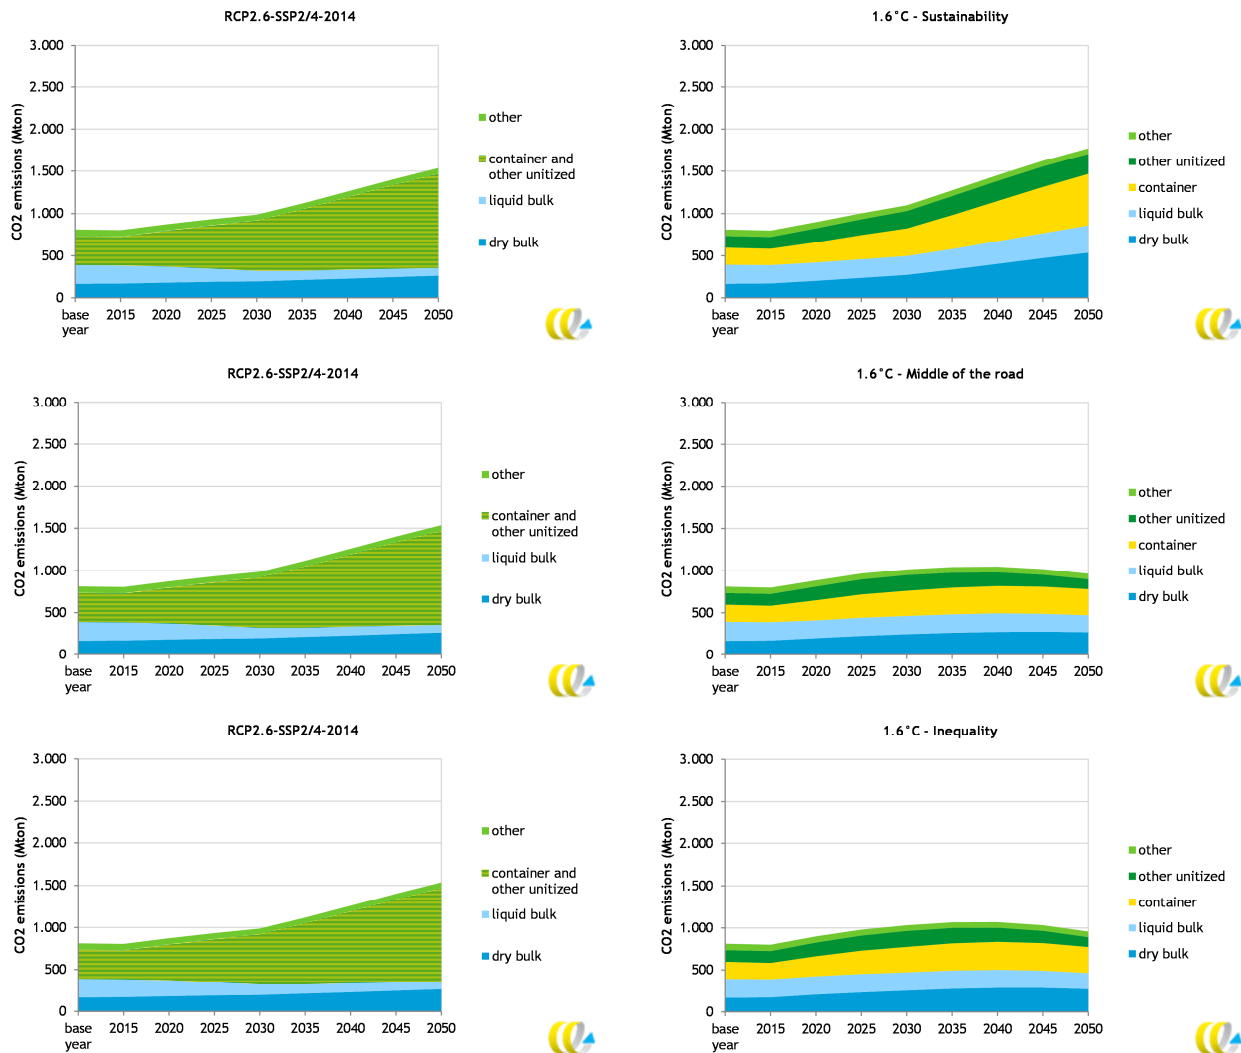 RCP2.6-SSP2/4-2014
3.000
2.500
2.000
1.500
1.000
500
0
CO2 emissions (Mton)
base year
2015
2020
2025
2030
2035
2040
2045
2050
other
container and
other unitized
liquid bulk
dry bulk
1.6°C - Sustainability
3.000
2.500
2.000
1.500
1.000
500
0
CO2 emissions (Mton)
base year
2015
2020
2025
2030
2035
2040
2045
2050
other
other unitized
container
liquid bulk
dry bulk
RCP2.6-SSP2/4-2014
3.000
2.500
2.000
1.500
1.000
500
0
CO2 emissions (Mton)
base year
2015
2020
2025
2030
2035
2040
2045
2050
other
container and
other unitized
liquid bulk
dry bulk
1.6°C - Middle of the road
3.000
2.500
2.000
1.500
1.000
500
0
CO2 emissions (Mton)
base year
2015
2020
2025
2030
2035
2040
2045
2050
other
other unitized
container
liquid bulk
dry bulk
RCP2.6-SSP2/4-2014
3.000
2.500
2.000
1.500
1.000
500
0
CO2 emissions (Mton)
base year
2015
2020
2025
2030
2035
2040
2045
2050
other
container and
other unitized
liquid bulk
dry bulk
1.6°C - Inequality
3.000
2.500
2.000
1.500
1.000
500
0
CO2 emissions (Mton)
base year
2015
2020
2025
2030
2035
2040
2045
2050
other
other unitized
container
liquid bulk
dry bulk